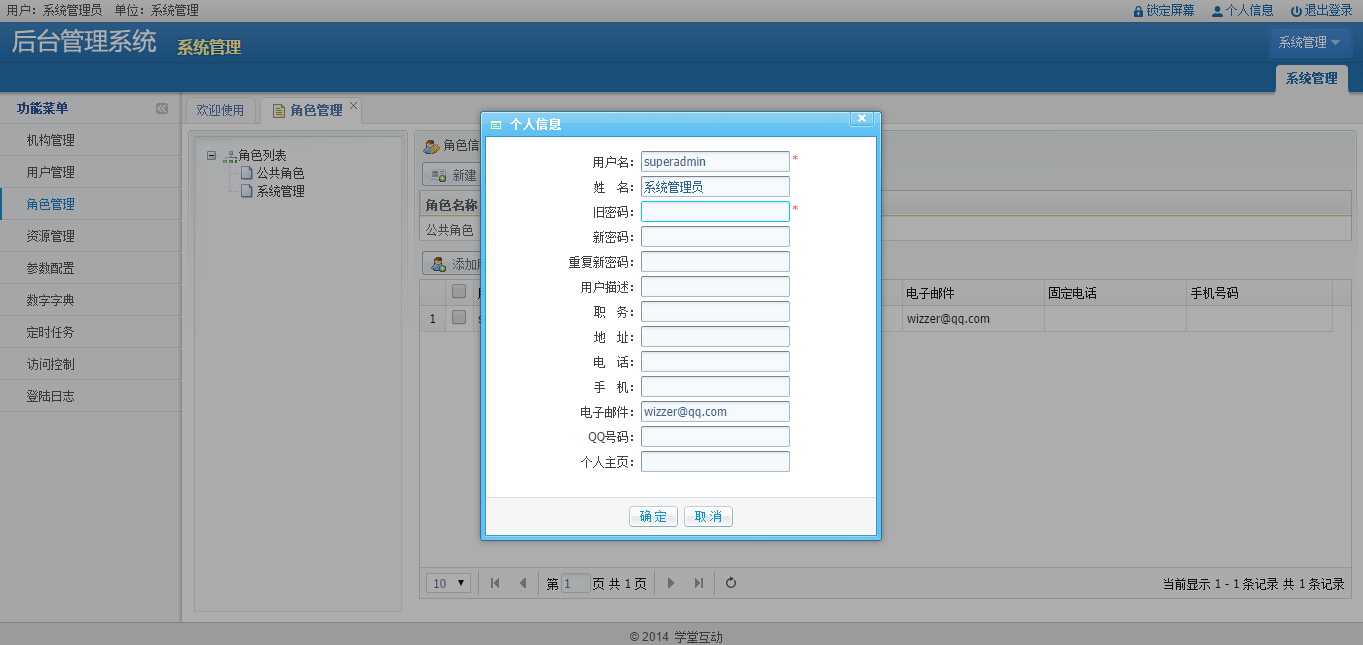 用户：系统管理员 单位：系统管理
锁定屏幕 个人信息 退出登录
后台管理系统 系统管理
系统管理
系统管理
功能菜单
机构管理
用户管理
角色管理
资源管理
参数配置
数字字典
定时任务
访问控制
登陆日志
欢迎使用 角色管理
角色列表
公共角色
系统管理
角色信
新建
角色名称
公共角色
添加
电子邮件 固定电话 手机号码
1 wizzer@qq.com
个人信息
用户名： superadmin *
姓 名： 系统管理员
旧密码： *
新密码：
重复新密码：
用户描述：
职 务：
地 址：
电 话：
手 机：
电子邮件： wizzer@qq.com
QQ号码：
个人主页：
确定 取消
10 第 1 页 共 1 页
当前显示 1 - 1 条记录 共 1 条记录
© 2014 学堂互动